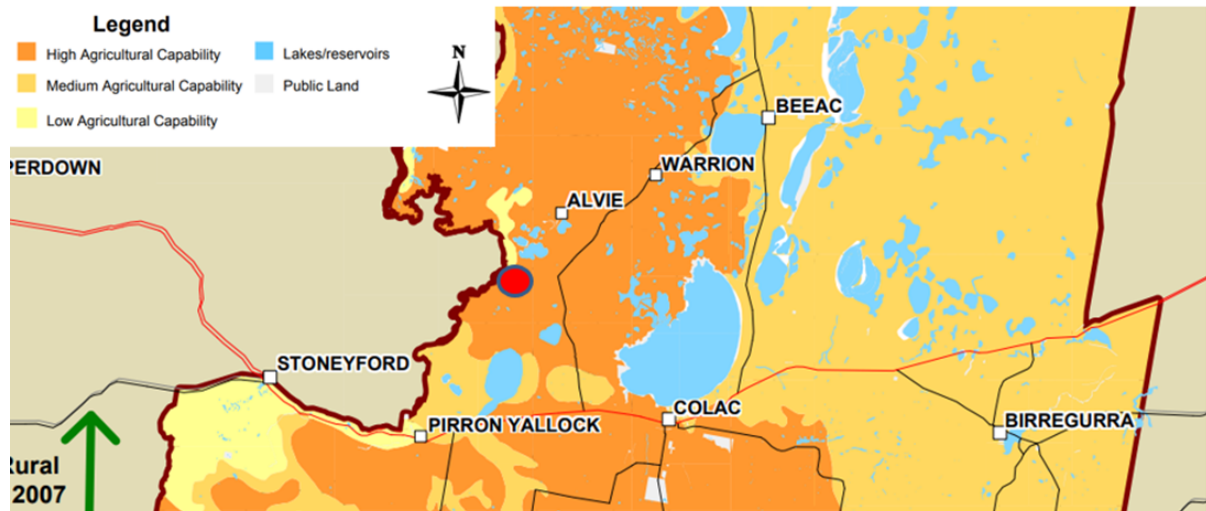 Legend
High Agricultural Capability
Medium Agricultural Capability
Low Agricultural Capability
Lakes/reservoirs
Public Land
N
PERDOWN
BEEAC
WARRION
ALVIE
STONEYFORD
PIRRON YALLOCK
COLAC
BIRREGURRA
Rural
2007